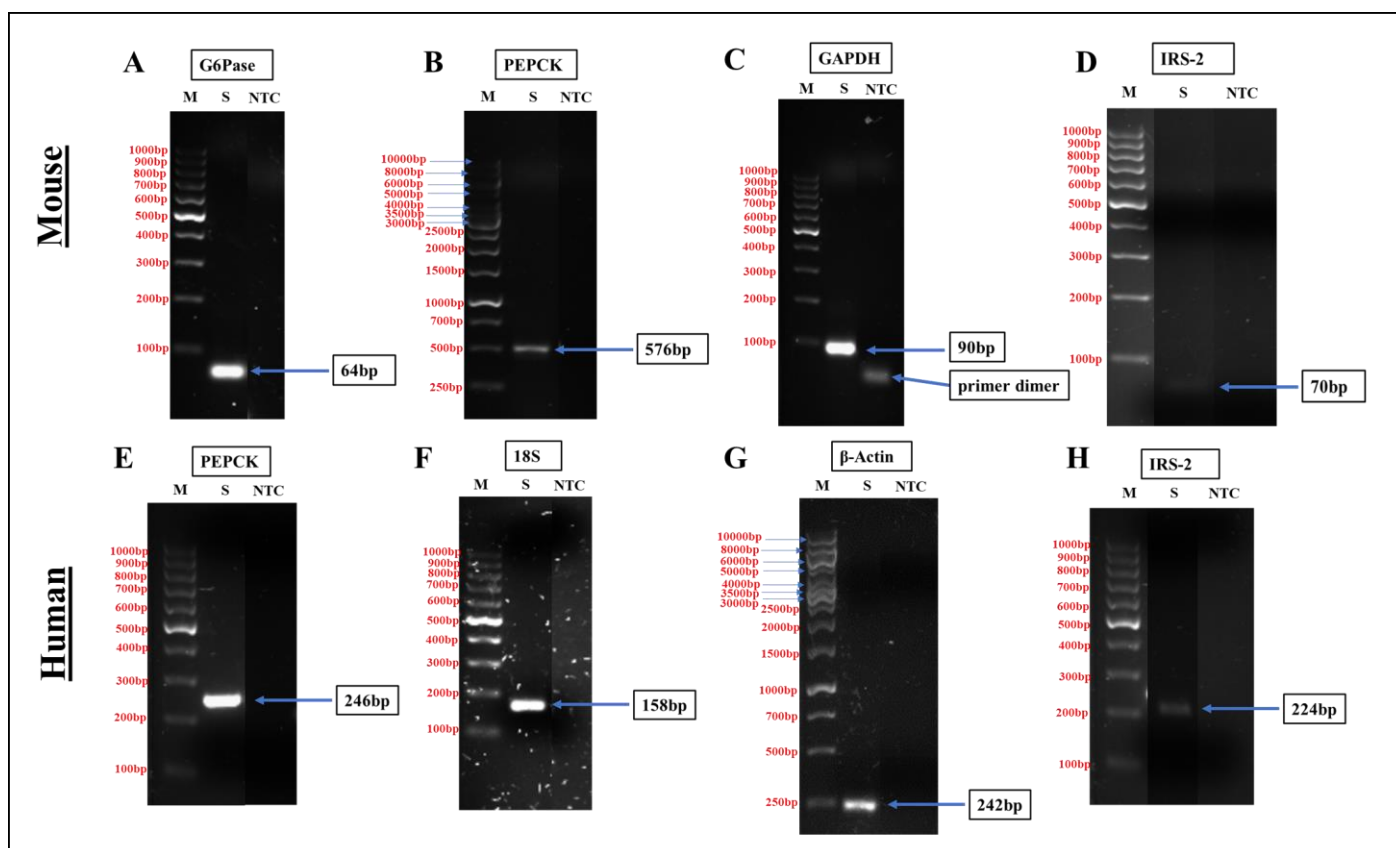 Mouse
A
G6Pase
M S NTC
1000bp
900bp
800bp
700bp
600bp
500bp
400bp
300bp
200bp
100bp
64bp
B
PEPCK
M S NTC
10000bp
8000bp
6000bp
5000bp
4000bp
3500bp
3000bp
2500bp
2000bp
1500bp
1000bp
700bp
500bp
250bp
576bp
C
GAPDH
M S NTC
1000bp
900bp
800bp
700bp
600bp
500bp
400bp
300bp
200bp
100bp
90bp
primer dimer
D
IRS-2
M S NTC
1000bp
900bp
800bp
700bp
600bp
500bp
400bp
300bp
200bp
100bp
70bp
Human
E
PEPCK
M S NTC
1000bp
900bp
800bp
700bp
600bp
500bp
400bp
300bp
200bp
100bp
246bp
F
18S
M S NTC
1000bp
900bp
800bp
700bp
600bp
500bp
400bp
300bp
200bp
100bp
158bp
G
β-Actin
M S NTC
10000bp
8000bp
6000bp
5000bp
4000bp
3500bp
3000bp
2500bp
2000bp
1500bp
1000bp
700bp
500bp
250bp
242bp
H
IRS-2
M S NTC
1000bp
900bp
800bp
700bp
600bp
500bp
400bp
300bp
200bp
100bp
224bp